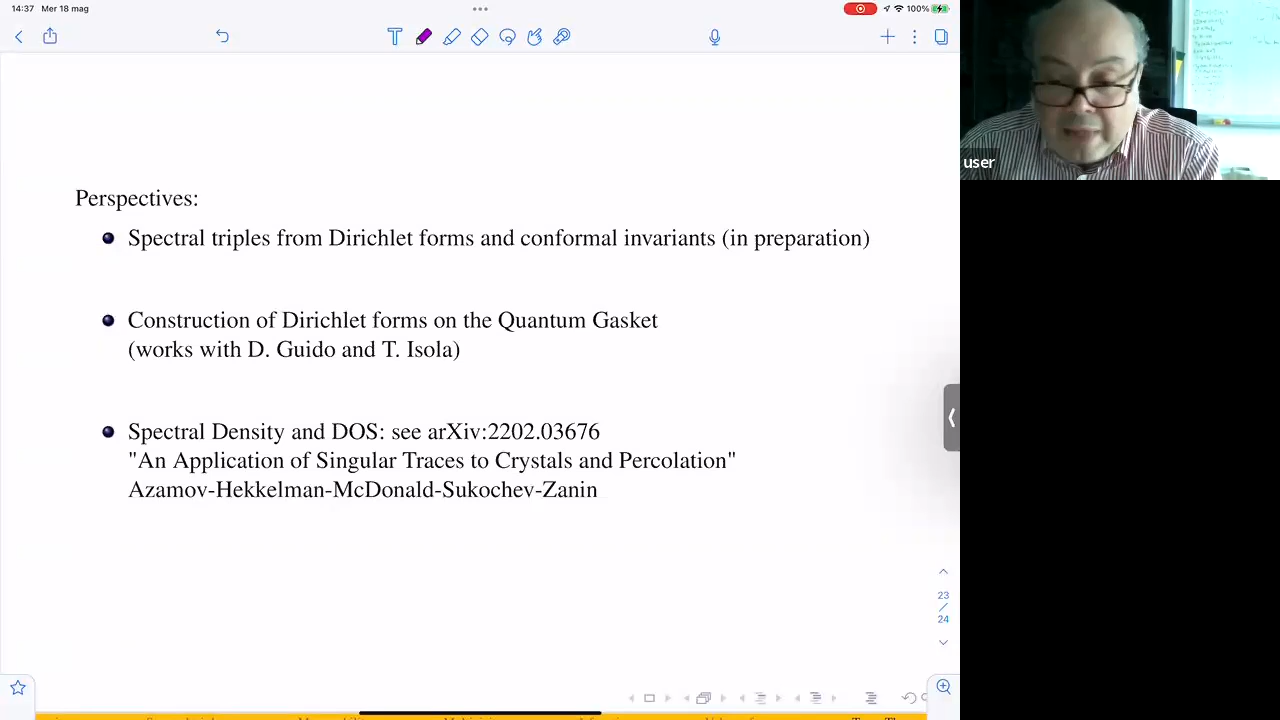 14:37 Mer 18 mag
100%
Perspectives:
Spectral triples from Dirichlet forms and conformal invariants (in preparation)
Construction of Dirichlet forms on the Quantum Gasket
(works with D. Guido and T. Isola)
Spectral Density and DOS: see arXiv:2202.03676
"An Application of Singular Traces to Crystals and Percolation"
Azamov-Hekkelman-McDonald-Sukochev-Zanin
23
/
24
user